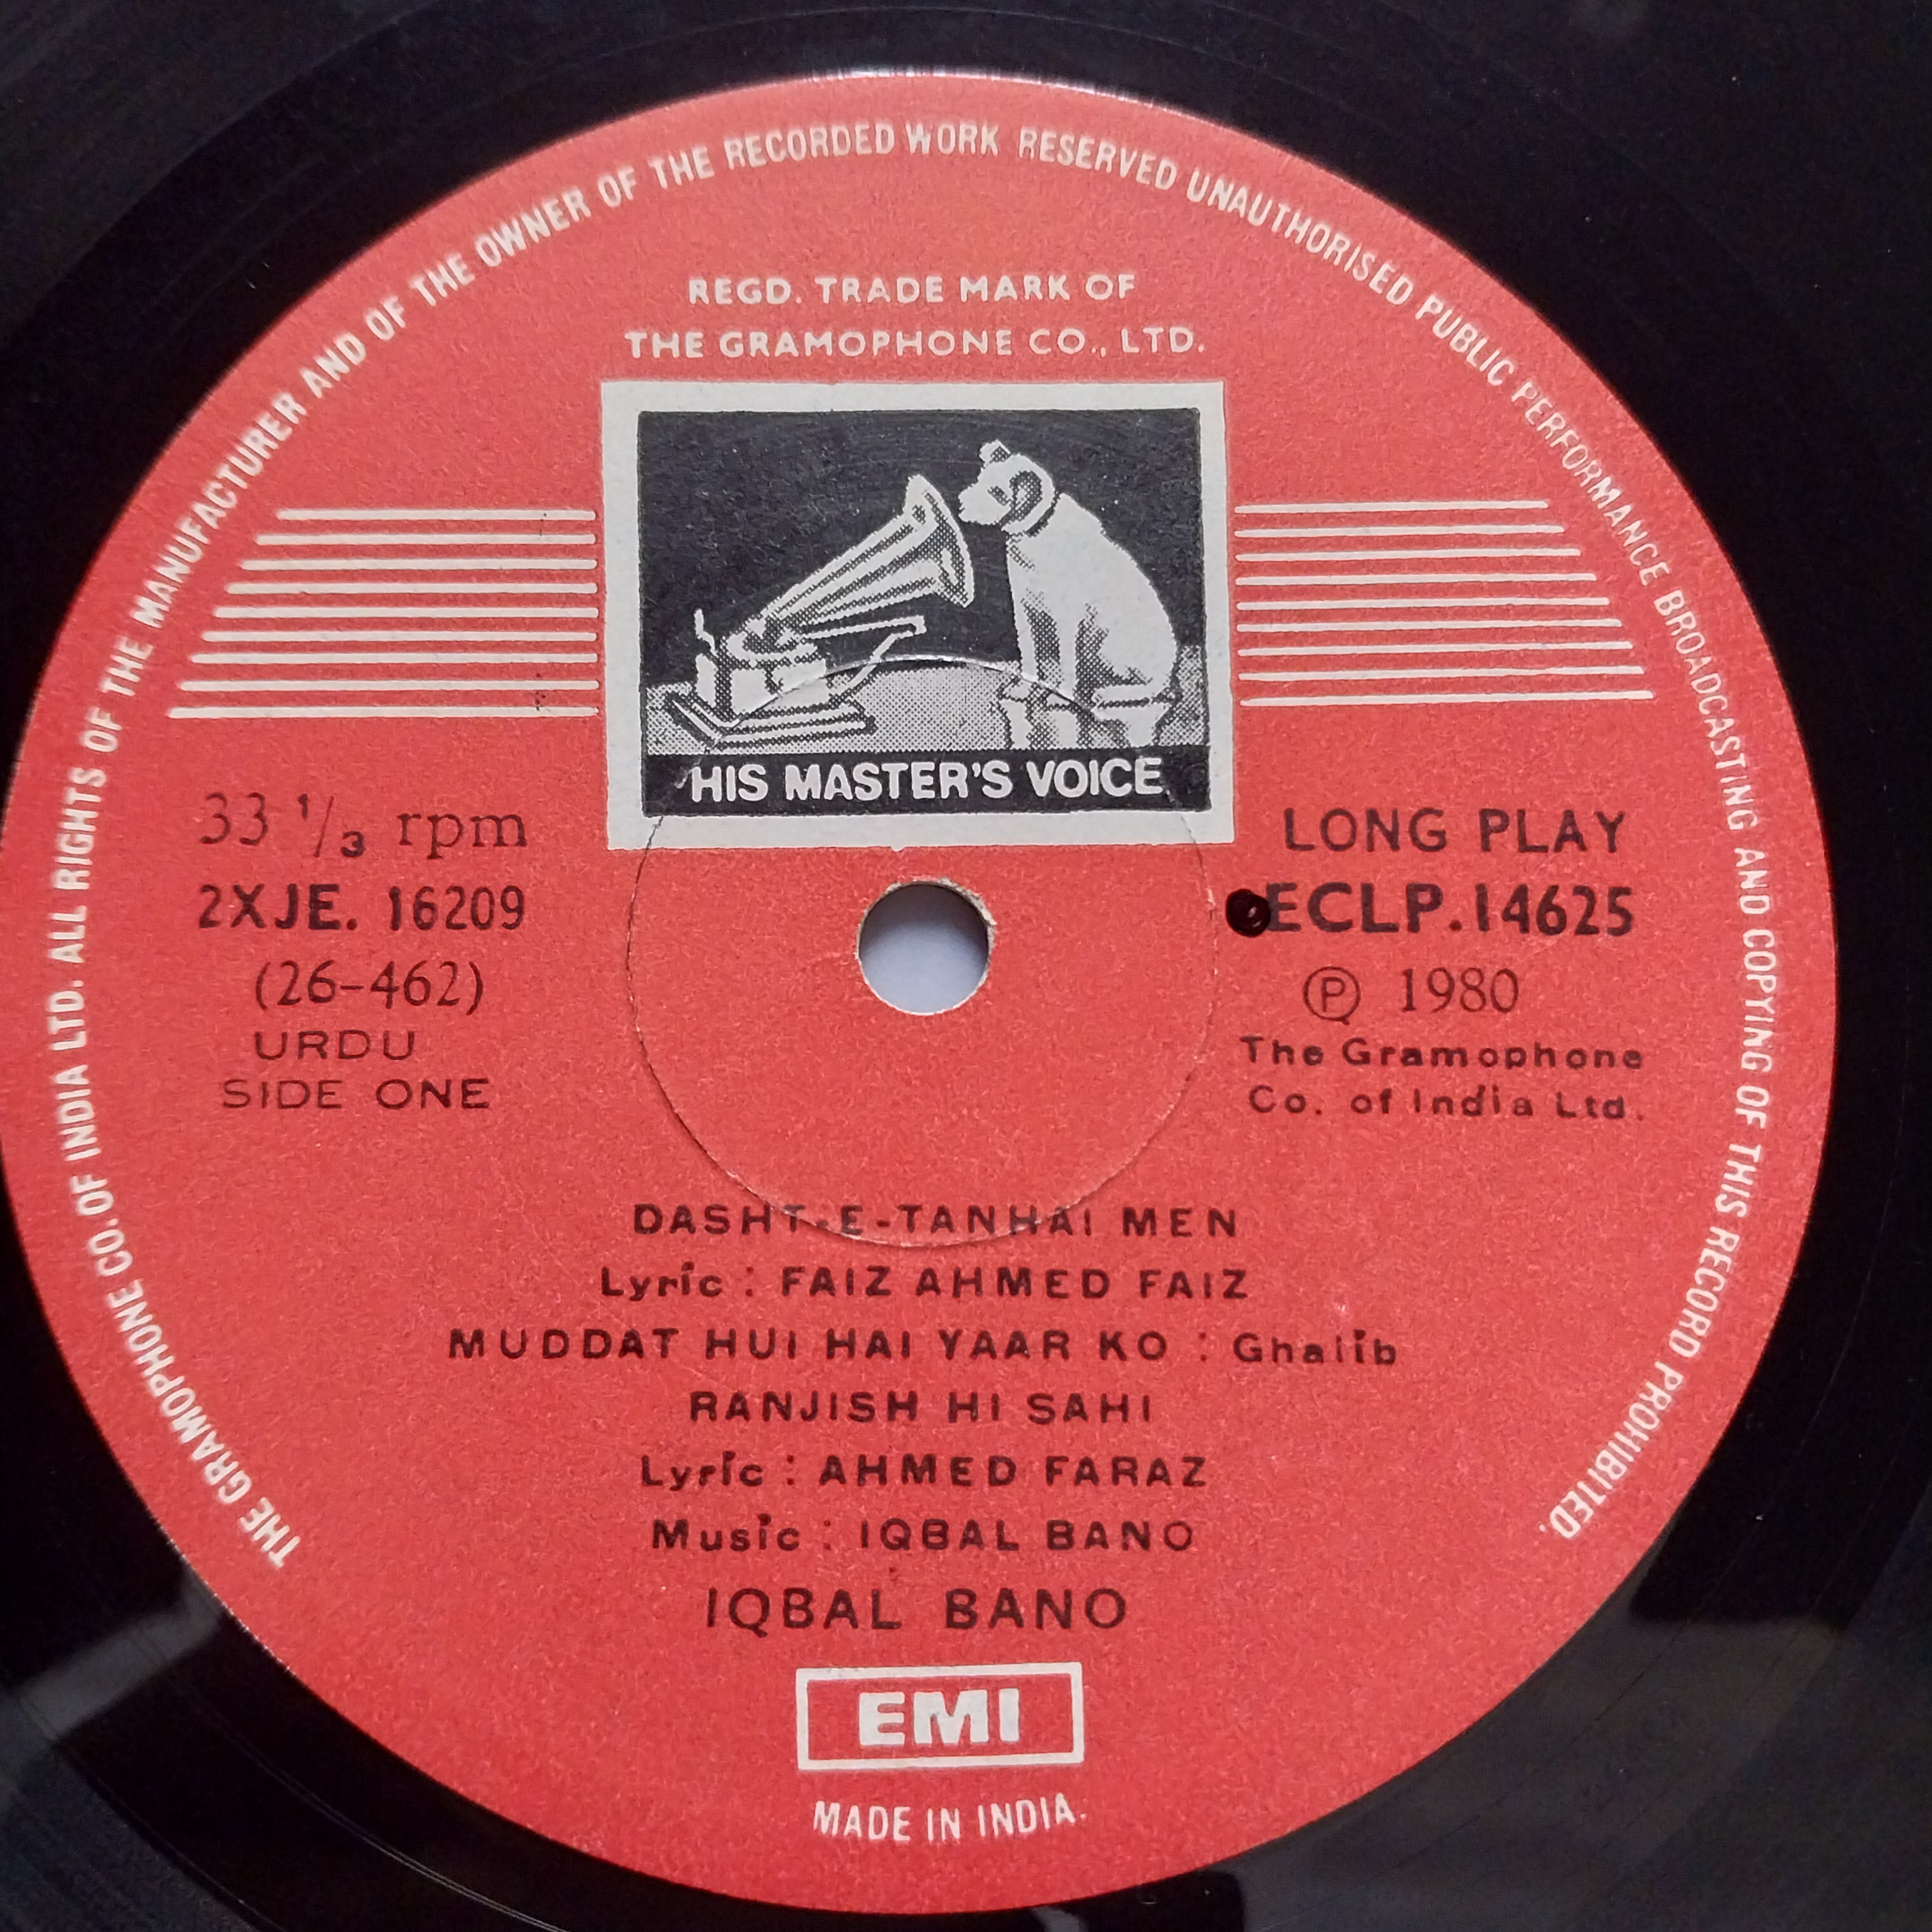 THE GRAMOPHONE CO. OF INDIA LTD. ALL RIGHTS OF THE MANUFACTURER AND OF THE OWNER OF THE RECORDED WORK RESERVED UNAUTHORISED PUBLIC PERFORMANCE BROADCASTING AND COPYING OF THIS RECORD PROHIBITED.
REGD. TRADE MARK OF
THE GRAMOPHONE CO., LTD.
HIS MASTER'S VOICE
33 1/3 rpm
2XJE. 16209
(26-462)
URDU
SIDE ONE
LONG PLAY
ECLP.14625
Ⓟ 1980
The Gramophone
Co. of India Ltd.
DASHT-E-TANHAI MEN
Lyric : FAIZ AHMED FAIZ
MUDDAT HUI HAI YAAR KO : Ghalib
RANJISH HI SAHI
Lyric : AHMED FARAZ
Music : IQBAL BANO
IQBAL BANO
EMI
MADE IN INDIA.